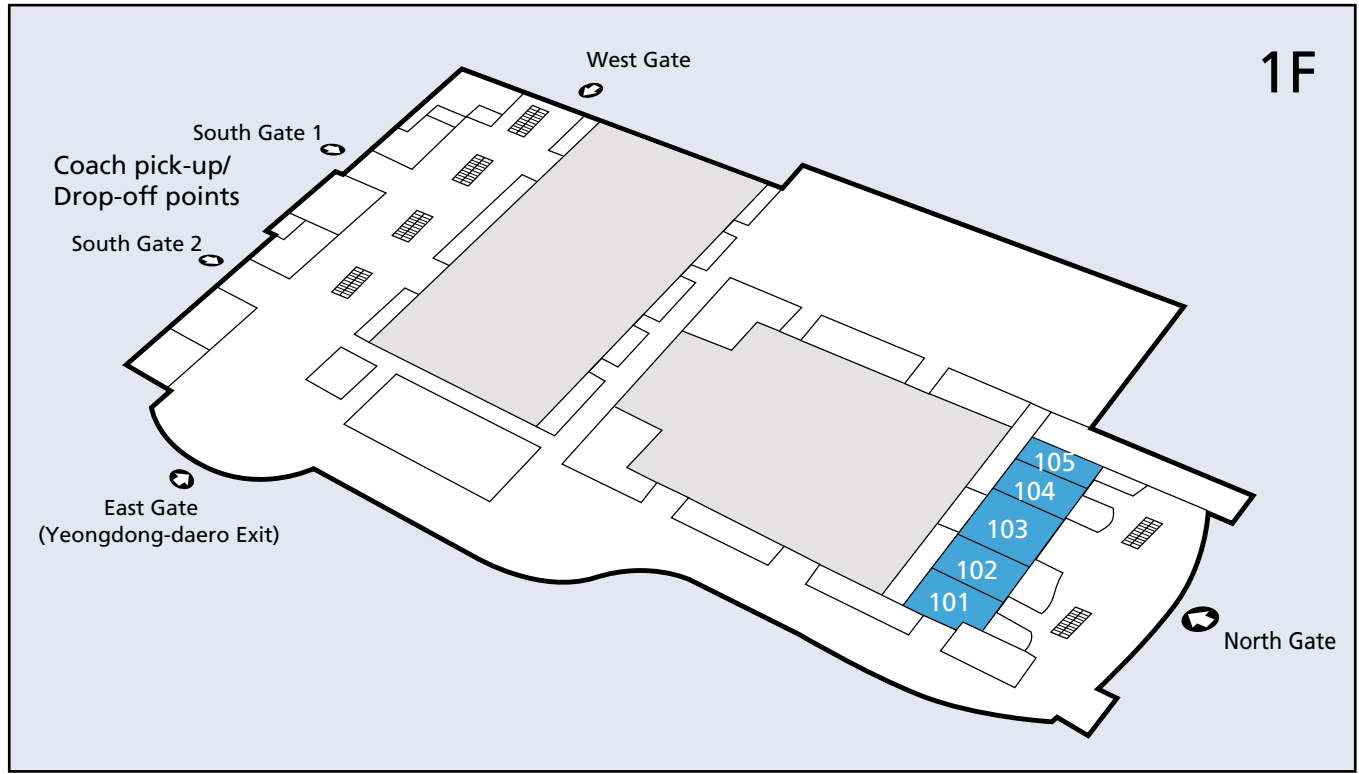 1F
West Gate
South Gate 1
Coach pick-up/
Drop-off points
South Gate 2
East Gate
(Yeongdong-daero Exit)
105
104
103
102
101
North Gate